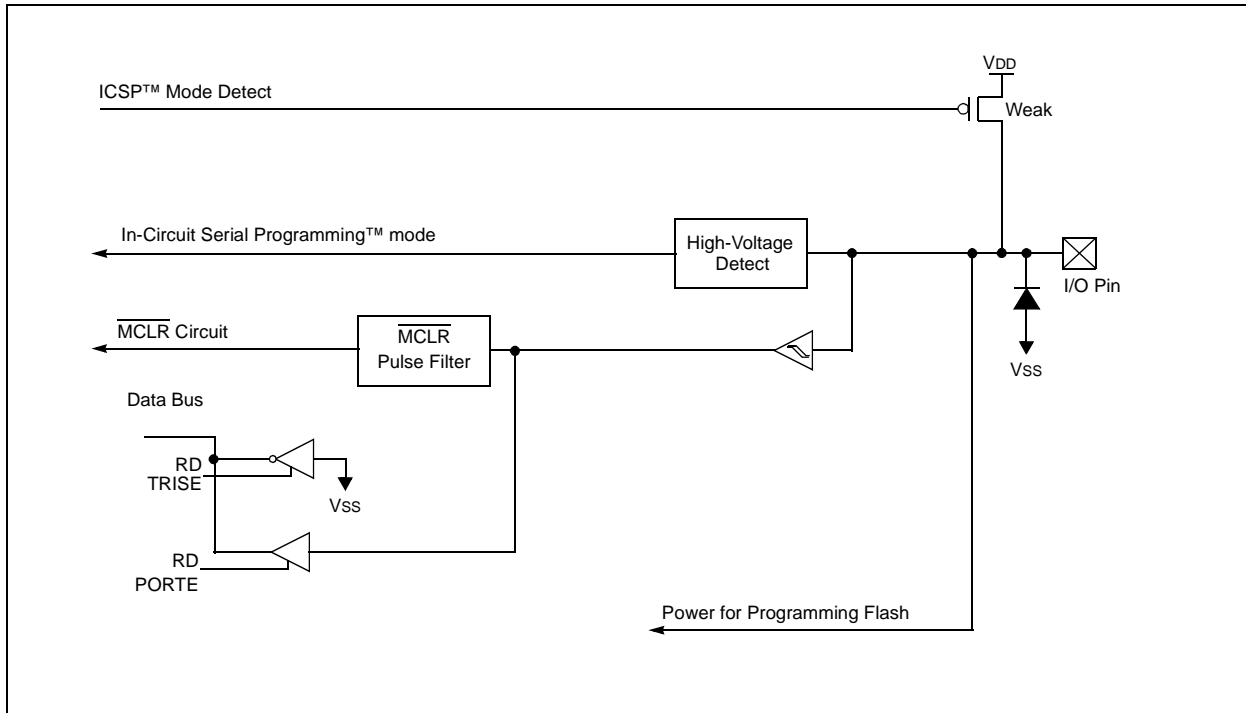 VDD
ICSP™ Mode Detect
Weak
In-Circuit Serial Programming™ mode
High-Voltage
Detect
I/O Pin
MCLR Circuit
MCLR
Pulse Filter
VSS
Data Bus
RD
TRISE
VSS
RD
PORTE
Power for Programming Flash